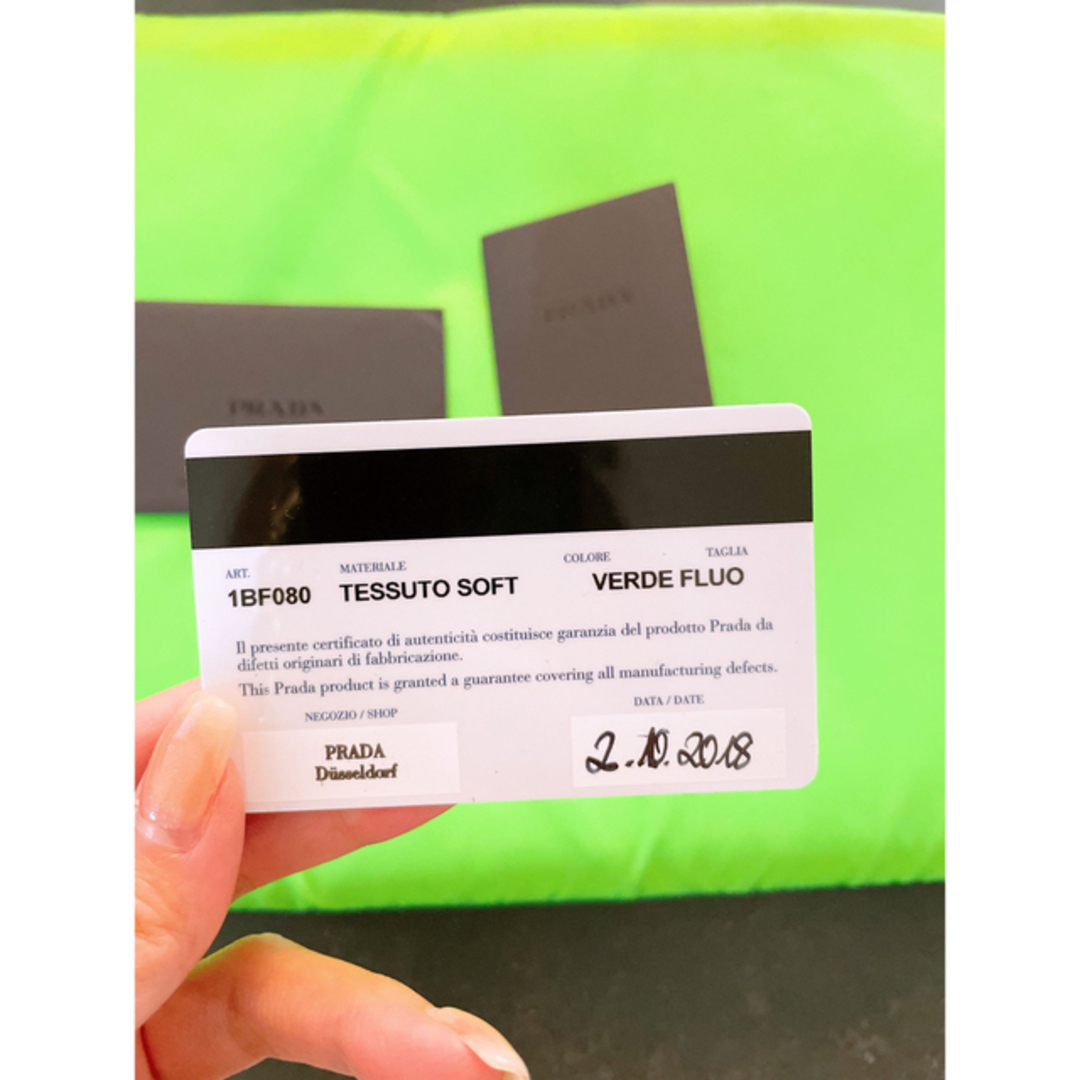 PRADA
PRADA
ART. MATERIALE COLORE TAGLIA
1BF080 TESSUTO SOFT VERDE FLUO
Il presente certificato di autenticità costituisce garanzia del prodotto Prada da
difetti originari di fabbricazione.
This Prada product is granted a guarantee covering all manufacturing defects.
NEGOZIO / SHOP DATA / DATE
PRADA
Düsseldorf
2.10.2018